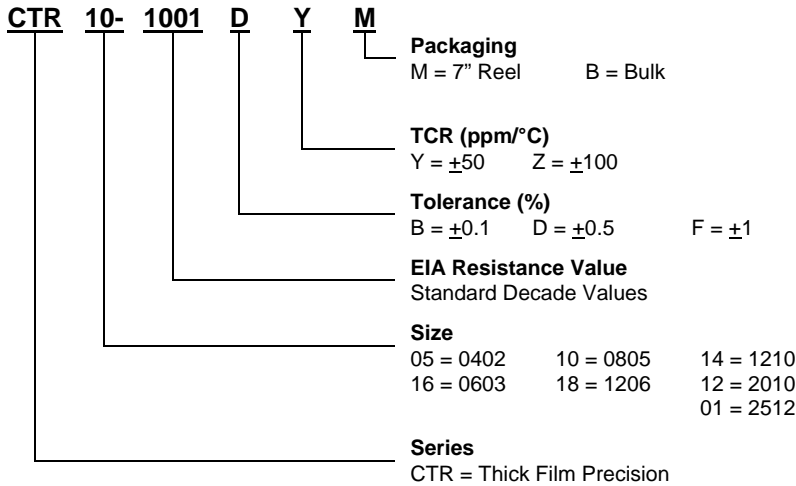 CTR 10- 1001 D Y M
Packaging
M = 7” Reel B = Bulk
TCR (ppm/°C)
Y = ±50 Z = ±100
Tolerance (%)
B = ±0.1 D = ±0.5 F = ±1
EIA Resistance Value
Standard Decade Values
Size
05 = 0402 10 = 0805 14 = 1210
16 = 0603 18 = 1206 12 = 2010
01 = 2512
Series
CTR = Thick Film Precision